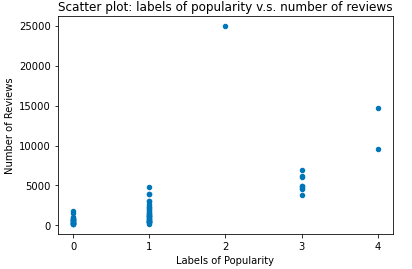 Scatter plot: labels of popularity v.s. number of reviews
25000
20000
15000
10000
5000
0
Number of Reviews
0 1 2 3 4
Labels of Popularity